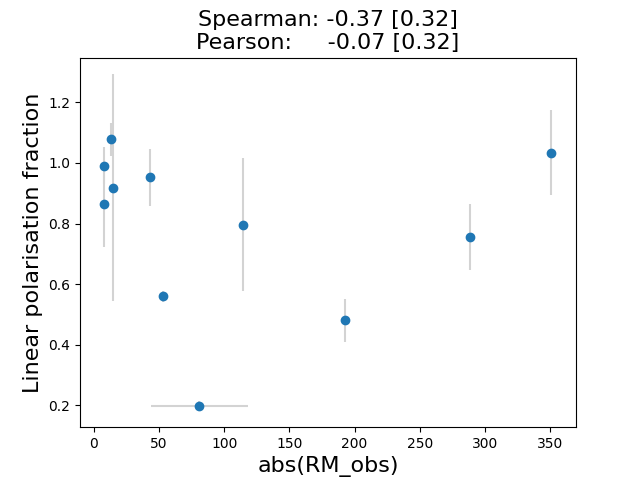 Spearman: -0.37 [0.32]
Pearson: -0.07 [0.32]
Linear polarisation fraction
1.2
1.0
0.8
0.6
0.4
0.2
0 50 100 150 200 250 300 350
abs(RM_obs)